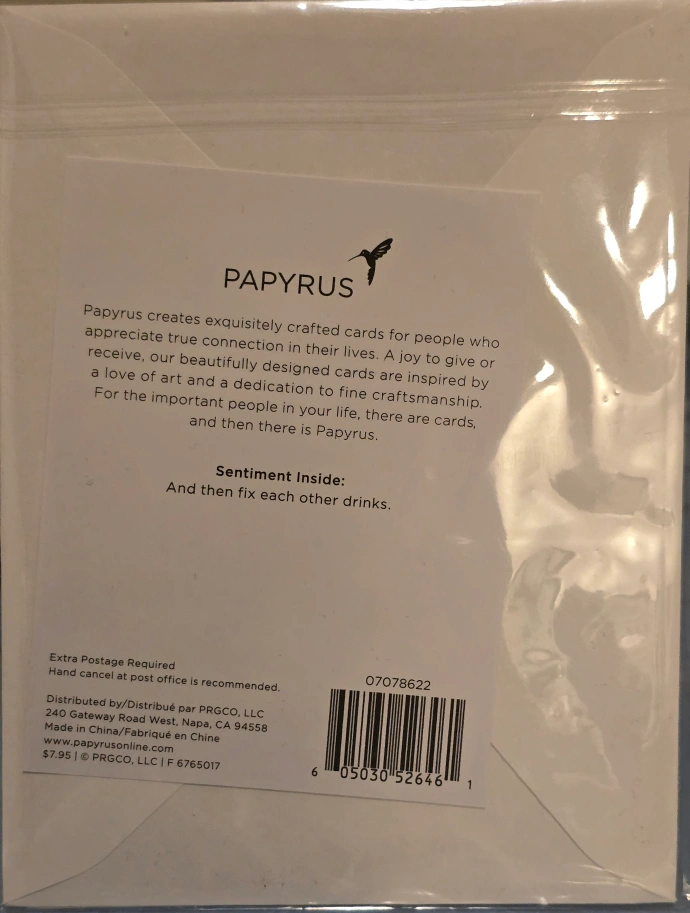 PAPYRUS
Papyrus creates exquisitely crafted cards for people who
appreciate true connection in their lives. A joy to give or
receive, our beautifully designed cards are inspired by
a love of art and a dedication to fine craftsmanship.
For the important people in your life, there are cards,
and then there is Papyrus.
Sentiment Inside:
And then fix each other drinks.
Extra Postage Required
Hand cancel at post office is recommended.
Distributed by/Distribué par PRGCO, LLC
240 Gateway Road West, Napa, CA 94558
Made in China/Fabriqué en Chine
www.papyrusonline.com
$7.95 | © PRGCO, LLC | F 6765017
07078622
6 05030 52646 1